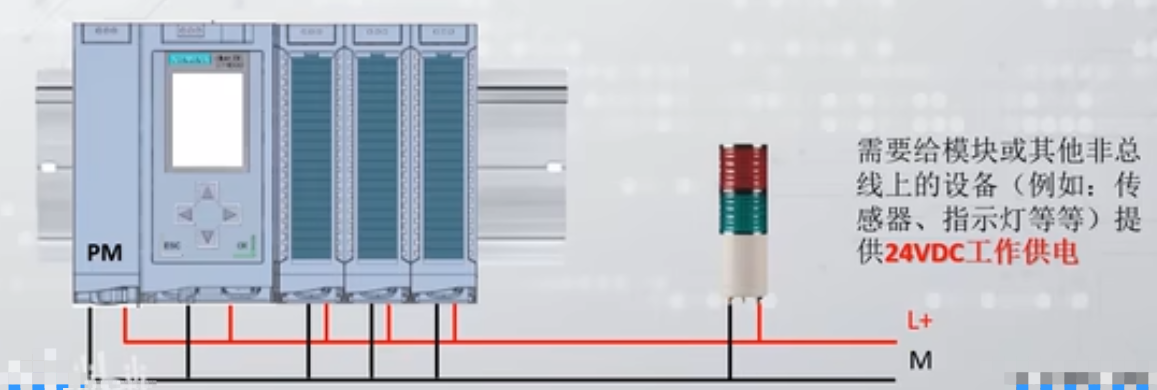 SIEMENS
PM
ESC
OK
需要给模块或其他非总
线上的设备（例如：传
感器、指示灯等等）提
供24VDC工作供电
L+
M